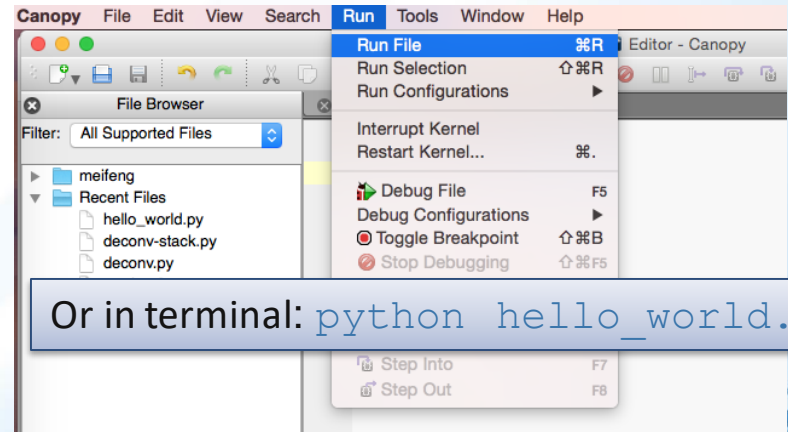 Canopy File Edit View Search Run Tools Window Help
Editor - Canopy
File Browser
Filter: All Supported Files
meifeng
Recent Files
hello_world.py
deconv-stack.py
deconv.py
Run File ⌘R
Run Selection ⇧⌘R
Run Configurations ▶
Interrupt Kernel
Restart Kernel... ⌘.
Debug File F5
Debug Configurations ▶
Toggle Breakpoint ⇧⌘B
Stop Debugging ⇧⌘F5
Or in terminal: python hello_world.
Step Into F7
Step Out F8